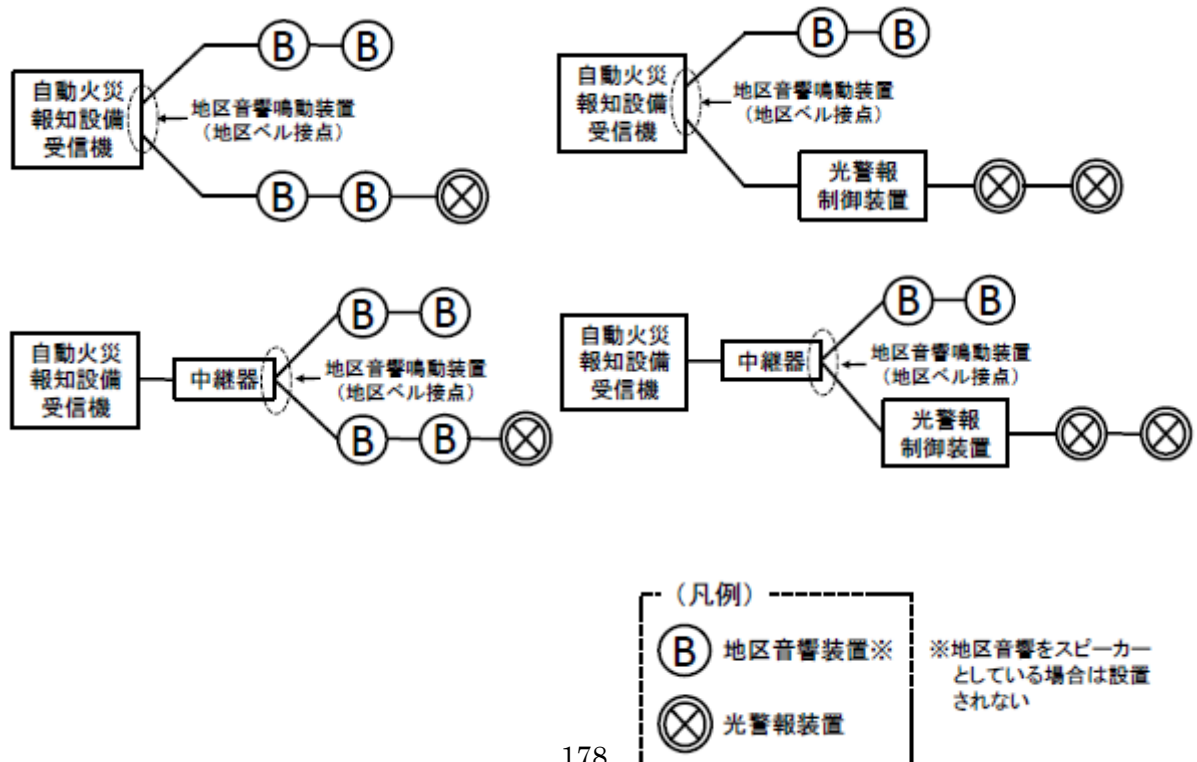 B
B
自動火災
報知設備
受信機
地区音響鳴動装置
（地区ベル接点）
B
B
B
B
自動火災
報知設備
受信機
地区音響鳴動装置
（地区ベル接点）
光警報
制御装置
B
B
自動火災
報知設備
受信機
中継器
地区音響鳴動装置
（地区ベル接点）
B
B
B
B
自動火災
報知設備
受信機
中継器
地区音響鳴動装置
（地区ベル接点）
光警報
制御装置
（凡例）
B 地区音響装置※
※地区音響をスピーカー
としている場合は設置
されない
光警報装置
178